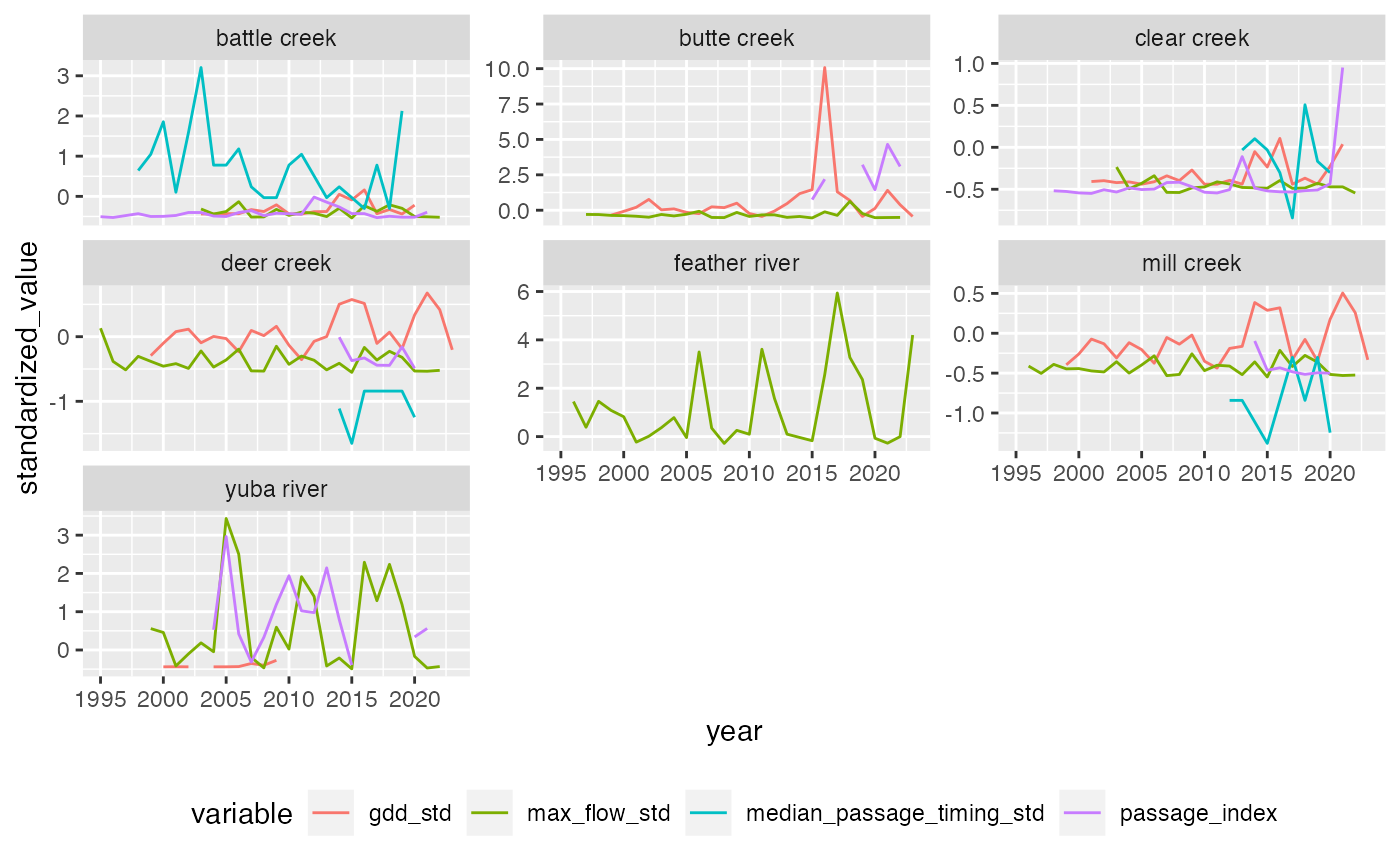 battle creek
butte creek
clear creek
3
2
1
0
10.0
7.5
5.0
2.5
0.0
1.0
0.5
0.0
-0.5
deer creek
feather river
mill creek
0
-1
6
4
2
0
0.5
0.0
-0.5
-1.0
1995 2000 2005 2010 2015 2020
1995 2000 2005 2010 2015 2020
yuba river
3
2
1
0
1995 2000 2005 2010 2015 2020
standardized_value
year
variable gdd_std max_flow_std median_passage_timing_std passage_index